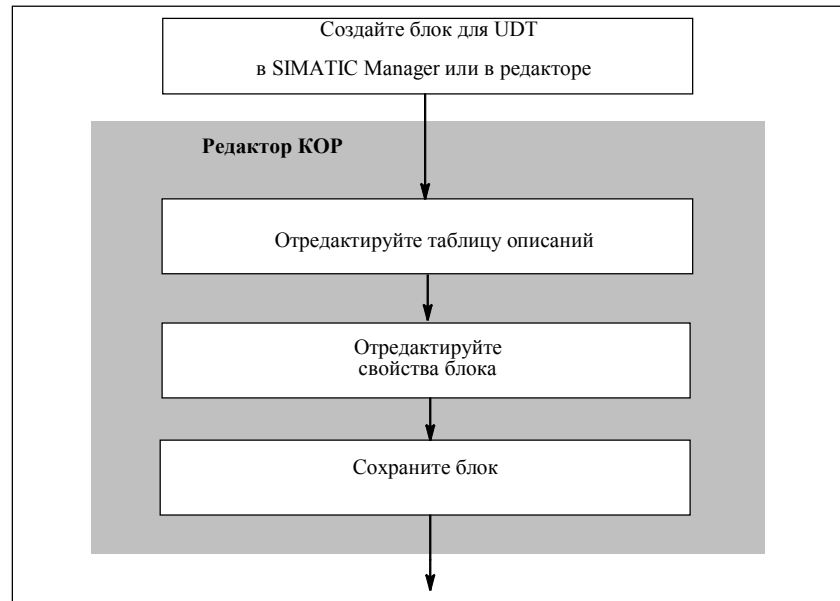 Создайте блок для UDT
в SIMATIC Manager или в редакторе
Редактор КОР
Отредактируйте таблицу описаний
Отредактируйте
свойства блока
Сохраните блок